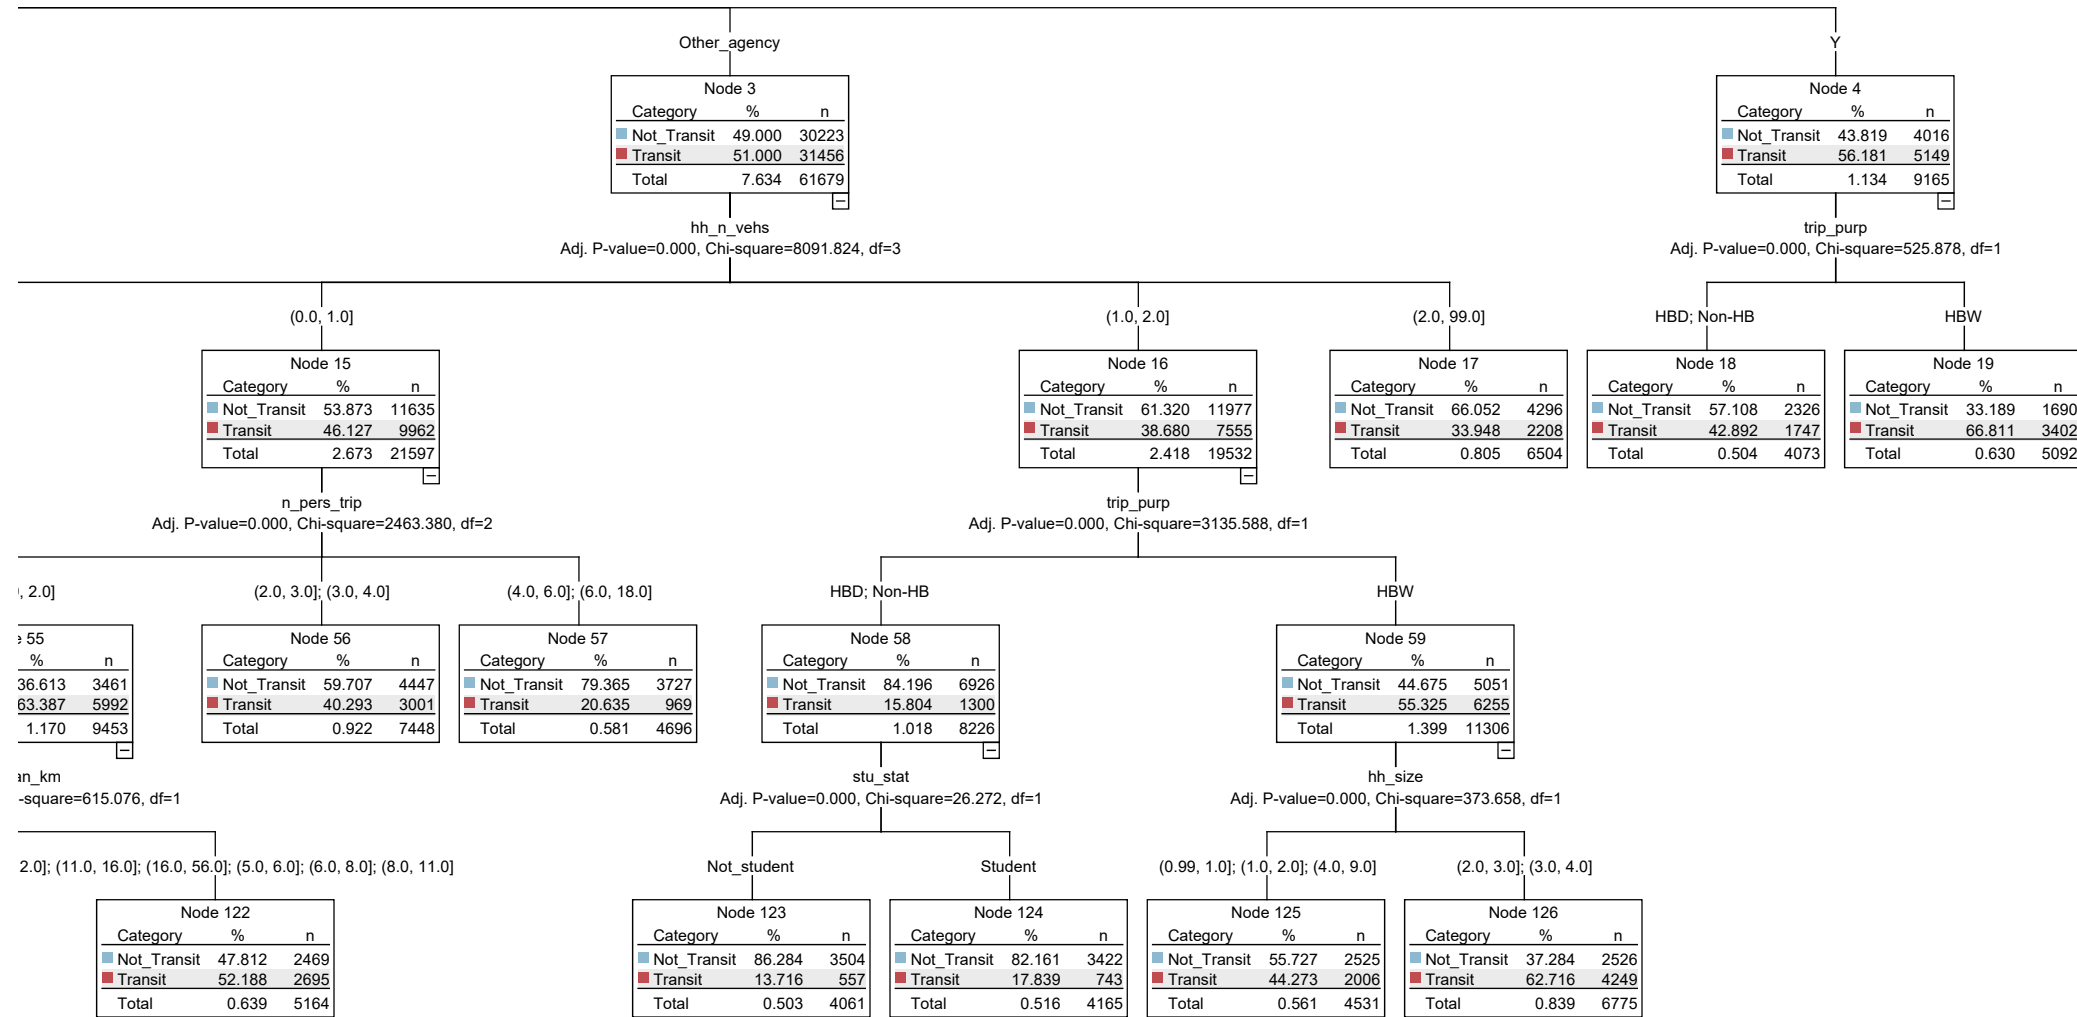 Other_agency
Y
Node 3
Category % n
Not_Transit 49.000 30223
Transit 51.000 31456
Total 7.634 61679
hh_n_vehs
Adj. P-value=0.000, Chi-square=8091.824, df=3
Node 4
Category % n
Not_Transit 43.819 4016
Transit 56.181 5149
Total 1.134 9165
trip_purp
Adj. P-value=0.000, Chi-square=525.878, df=1
(0.0, 1.0]
(1.0, 2.0]
(2.0, 99.0]
HBD; Non-HB
HBW
Node 15
Category % n
Not_Transit 53.873 11635
Transit 46.127 9962
Total 2.673 21597
n_pers_trip
Adj. P-value=0.000, Chi-square=2463.380, df=2
Node 16
Category % n
Not_Transit 61.320 11977
Transit 38.680 7555
Total 2.418 19532
trip_purp
Adj. P-value=0.000, Chi-square=3135.588, df=1
Node 17
Category % n
Not_Transit 66.052 4296
Transit 33.948 2208
Total 0.805 6504
Node 18
Category % n
Not_Transit 57.108 2326
Transit 42.892 1747
Total 0.504 4073
Node 19
Category % n
Not_Transit 33.189 1690
Transit 66.811 3402
Total 0.630 5092
, 2.0]
(2.0, 3.0]; (3.0, 4.0]
(4.0, 6.0]; (6.0, 18.0]
HBD; Non-HB
HBW
55
% n
36.613 3461
63.387 5992
1.170 9453
an_km
-square=615.076, df=1
Node 56
Category % n
Not_Transit 59.707 4447
Transit 40.293 3001
Total 0.922 7448
Node 57
Category % n
Not_Transit 79.365 3727
Transit 20.635 969
Total 0.581 4696
Node 58
Category % n
Not_Transit 84.196 6926
Transit 15.804 1300
Total 1.018 8226
stu_stat
Adj. P-value=0.000, Chi-square=26.272, df=1
Node 59
Category % n
Not_Transit 44.675 5051
Transit 55.325 6255
Total 1.399 11306
hh_size
Adj. P-value=0.000, Chi-square=373.658, df=1
2.0]; (11.0, 16.0]; (16.0, 56.0]; (5.0, 6.0]; (6.0, 8.0]; (8.0, 11.0]
Not_student
Student
(0.99, 1.0]; (1.0, 2.0]; (4.0, 9.0]
(2.0, 3.0]; (3.0, 4.0]
Node 122
Category % n
Not_Transit 47.812 2469
Transit 52.188 2695
Total 0.639 5164
Node 123
Category % n
Not_Transit 86.284 3504
Transit 13.716 557
Total 0.503 4061
Node 124
Category % n
Not_Transit 82.161 3422
Transit 17.839 743
Total 0.516 4165
Node 125
Category % n
Not_Transit 55.727 2525
Transit 44.273 2006
Total 0.561 4531
Node 126
Category % n
Not_Transit 37.284 2526
Transit 62.716 4249
Total 0.839 6775